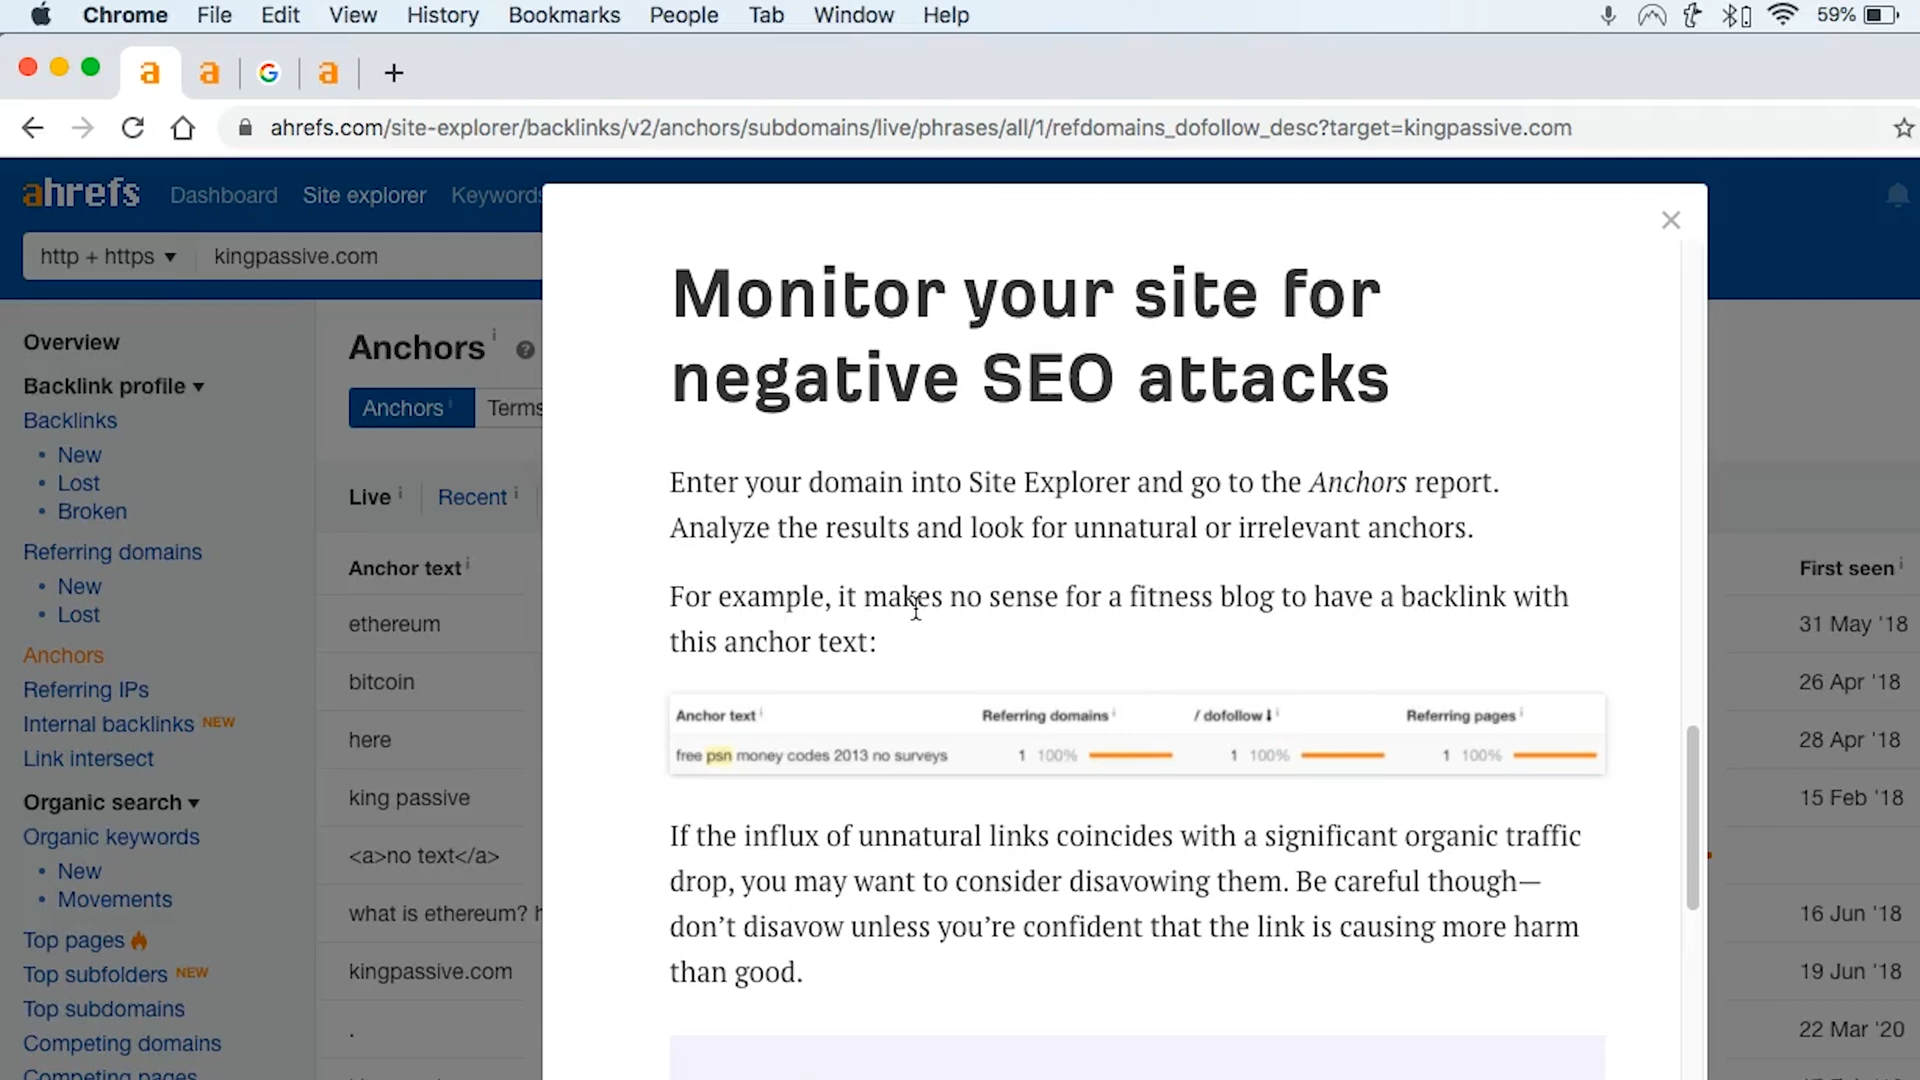 Chrome File Edit View History Bookmarks People Tab Window Help 59%
ahrefs.com/site-explorer/backlinks/v2/anchors/subdomains/live/phrases/all/1/refdomains_dofollow_desc?target=kingpassive.com
ahrefs Dashboard Site explorer Keywords
http + https ▾ kingpassive.com
Overview
Backlink profile ▾
Backlinks
• New
• Lost
• Broken
Referring domains
• New
• Lost
Anchors
Referring IPs
Internal backlinks NEW
Link intersect
Organic search ▾
Organic keywords
• New
• Movements
Top pages
Top subfolders NEW
Top subdomains
Competing domains
Competing pages
Anchors i ?
Anchors i Terms
Live i Recent i
Anchor text i
ethereum
bitcoin
here
king passive
<a>no text</a>
what is ethereum?
kingpassive.com
.
Monitor your site for
negative SEO attacks
Enter your domain into Site Explorer and go to the Anchors report.
Analyze the results and look for unnatural or irrelevant anchors.
For example, it makes no sense for a fitness blog to have a backlink with
this anchor text:
Anchor text i Referring domains i / dofollow ↓ i Referring pages i
free psn money codes 2013 no surveys 1 100% 1 100% 1 100%
If the influx of unnatural links coincides with a significant organic traffic
drop, you may want to consider disavowing them. Be careful though—
don’t disavow unless you’re confident that the link is causing more harm
than good.
First seen i
31 May '18
26 Apr '18
28 Apr '18
15 Feb '18
16 Jun '18
19 Jun '18
22 Mar '20